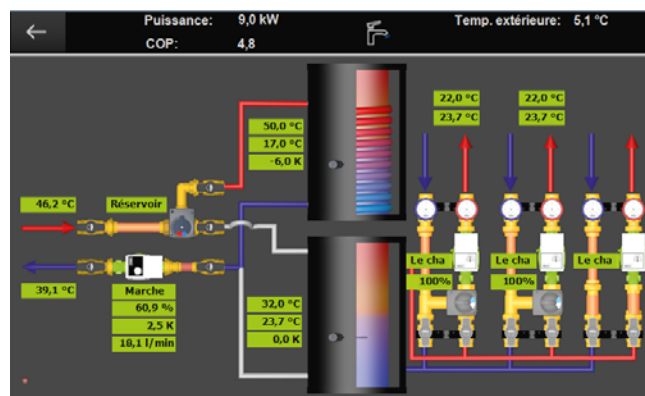 Puissance: 9,0 kW Temp. extérieure: 5,1 °C
COP: 4,8
22,0 °C 22,0 °C
23,7 °C 23,7 °C
50,0 °C
17,0 °C
-6,0 K
46,2 °C Réservoir
Le cha Le cha Le cha
100% 100%
39,1 °C Marche
60,9 %
2,5 K
18,1 l/min
32,0 °C
23,7 °C
0,0 K